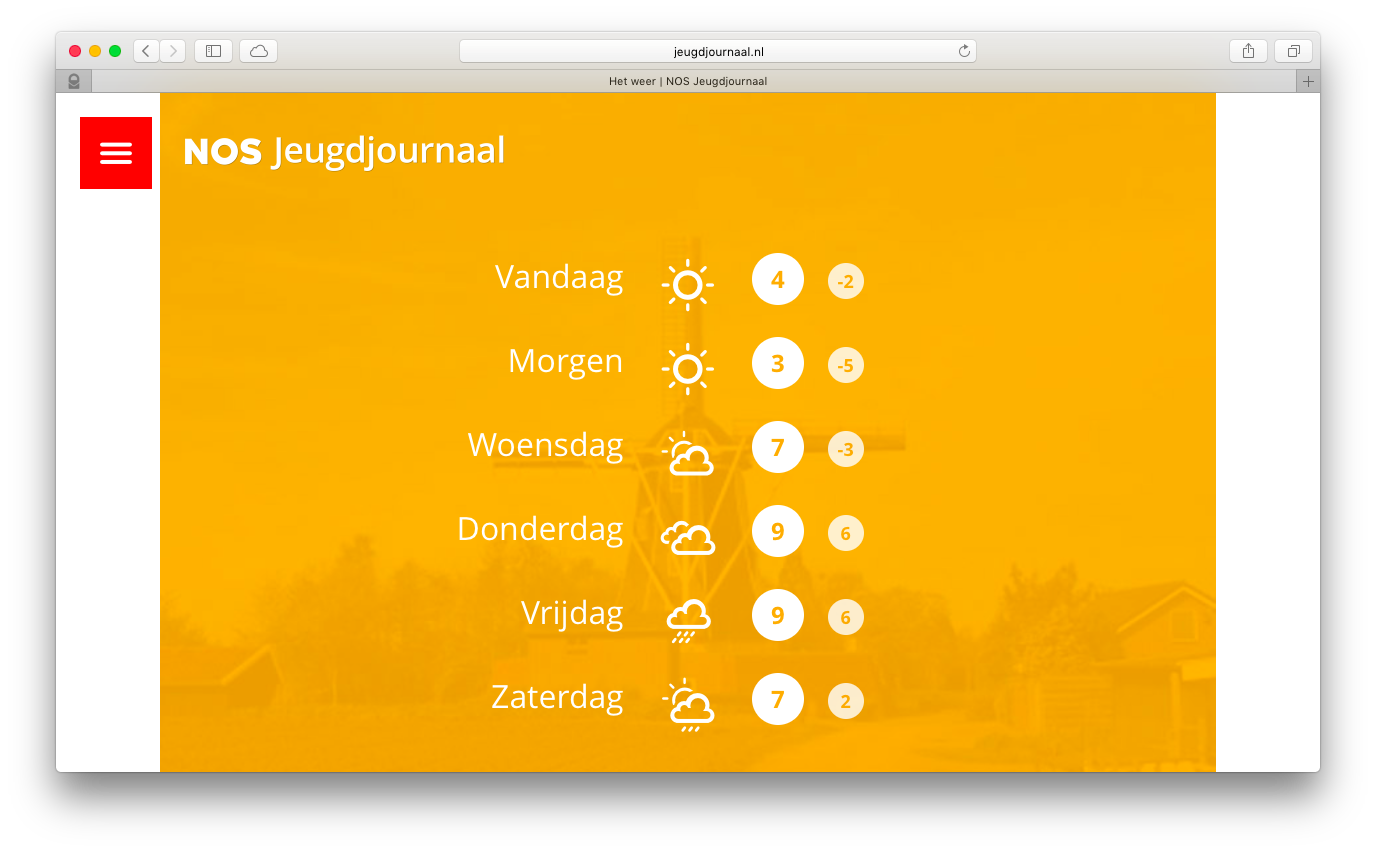 jeugdjournaal.nl
Het weer | NOS Jeugdjournaal
NOS Jeugdjournaal
Vandaag 4 -2
Morgen 3 -5
Woensdag 7 -3
Donderdag 9 6
Vrijdag 9 6
Zaterdag 7 2